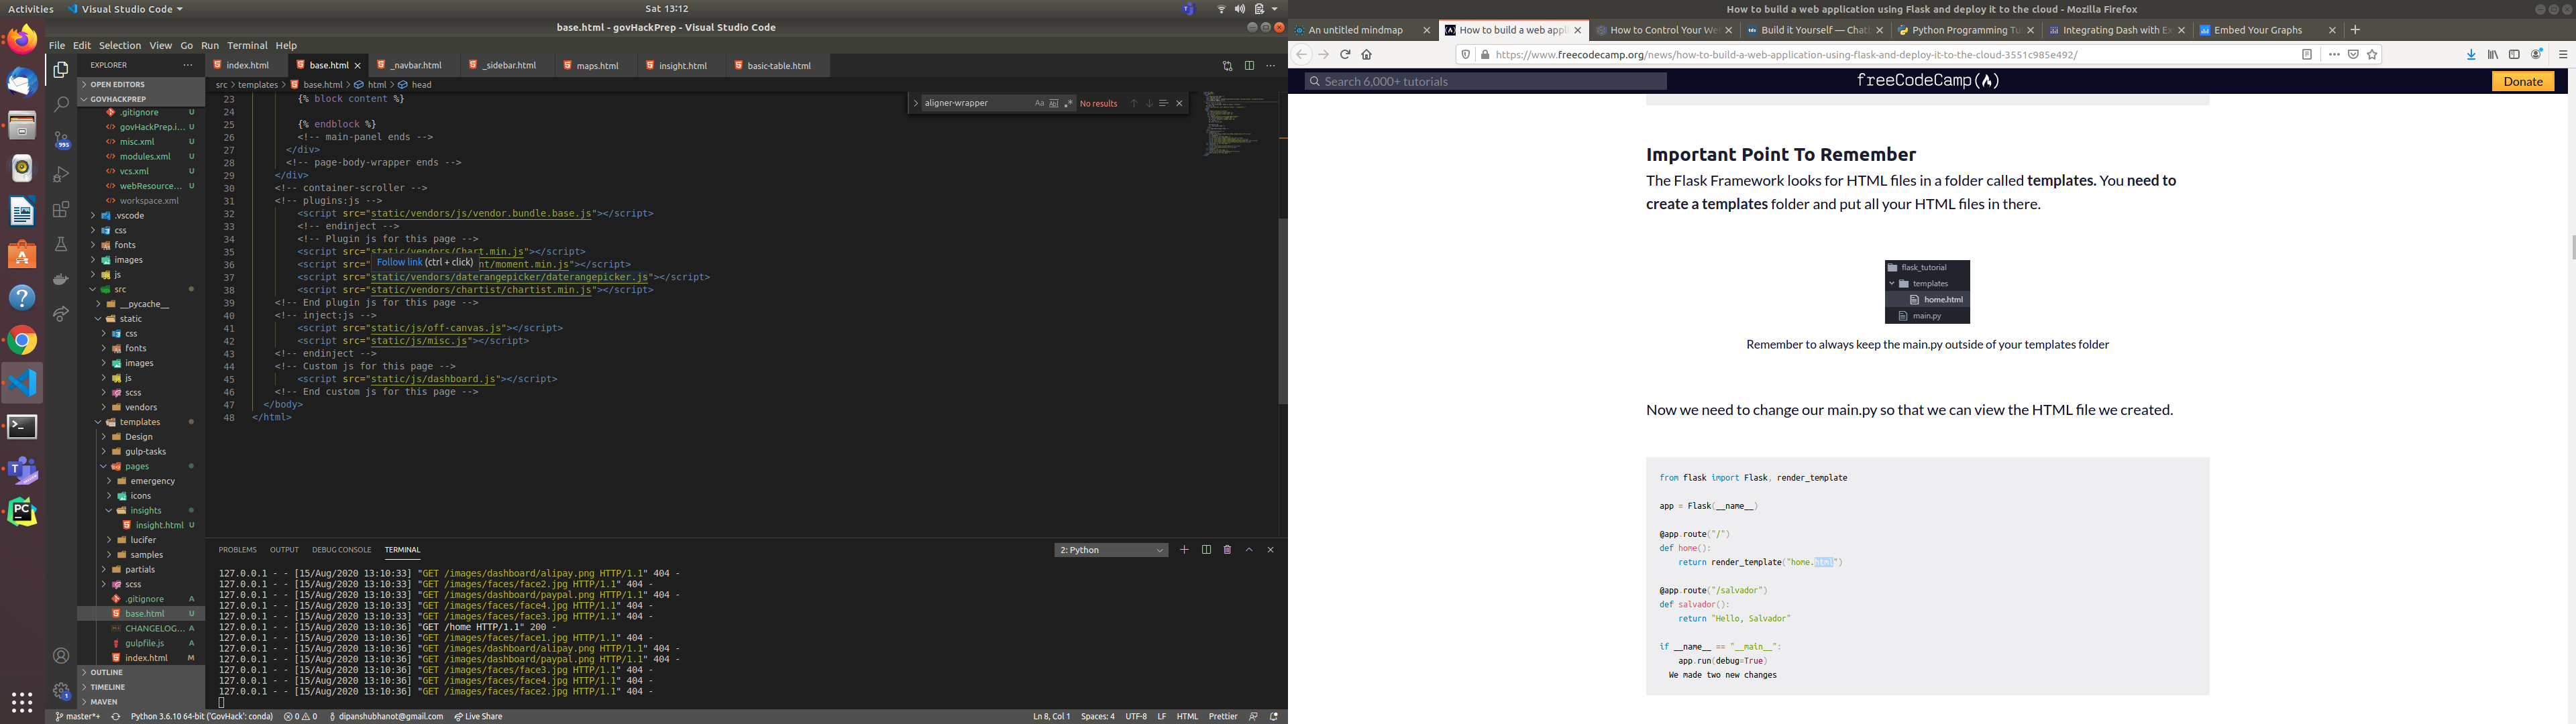 Activities
Visual Studio Code
Sat 13:12
base.html - govHackPrep - Visual Studio Code
File Edit Selection View Go Run Terminal Help
EXPLORER
OPEN EDITORS
GOVHACKPREP
.gitignore U
govHackPrep.i... U
misc.xml U
modules.xml U
vcs.xml U
webResource... U
workspace.xml
.vscode
css
fonts
images
js
src
__pycache__
static
css
fonts
images
js
scss
vendors
templates
Design
gulp-tasks
pages
emergency
icons
insights
insight.html U
lucifer
samples
partials
scss
.gitignore A
base.html U
CHANGELOG... A
gulpfile.js A
index.html M
OUTLINE
TIMELINE
MAVEN
995
index.html
base.html
_navbar.html
_sidebar.html
maps.html
insight.html
basic-table.html
src > templates > base.html > html > head
aligner-wrapper
No results
23 {% block content %}
24
25 {% endblock %}
26 <!-- main-panel ends -->
27 </div>
28 <!-- page-body-wrapper ends -->
29 </div>
30 <!-- container-scroller -->
31 <!-- plugins:js -->
32 <script src="static/vendors/js/vendor.bundle.base.js"></script>
33 <!-- endinject -->
34 <!-- Plugin js for this page -->
35 <script src="static/vendors/Chart.min.js"></script>
36 <script src=" nt/moment.min.js"></script>
Follow link (ctrl + click)
37 <script src="static/vendors/daterangepicker/daterangepicker.js"></script>
38 <script src="static/vendors/chartist/chartist.min.js"></script>
39 <!-- End plugin js for this page -->
40 <!-- inject:js -->
41 <script src="static/js/off-canvas.js"></script>
42 <script src="static/js/misc.js"></script>
43 <!-- endinject -->
44 <!-- Custom js for this page -->
45 <script src="static/js/dashboard.js"></script>
46 <!-- End custom js for this page -->
47 </body>
48 </html>
PROBLEMS OUTPUT DEBUG CONSOLE TERMINAL
2: Python
127.0.0.1 - - [15/Aug/2020 13:10:33] "GET /images/dashboard/alipay.png HTTP/1.1" 404 -
127.0.0.1 - - [15/Aug/2020 13:10:33] "GET /images/faces/face2.jpg HTTP/1.1" 404 -
127.0.0.1 - - [15/Aug/2020 13:10:33] "GET /images/dashboard/paypal.png HTTP/1.1" 404 -
127.0.0.1 - - [15/Aug/2020 13:10:33] "GET /images/faces/face4.jpg HTTP/1.1" 404 -
127.0.0.1 - - [15/Aug/2020 13:10:33] "GET /images/faces/face3.jpg HTTP/1.1" 404 -
127.0.0.1 - - [15/Aug/2020 13:10:36] "GET /home HTTP/1.1" 200 -
127.0.0.1 - - [15/Aug/2020 13:10:36] "GET /images/faces/face1.jpg HTTP/1.1" 404 -
127.0.0.1 - - [15/Aug/2020 13:10:36] "GET /images/dashboard/alipay.png HTTP/1.1" 404 -
127.0.0.1 - - [15/Aug/2020 13:10:36] "GET /images/dashboard/paypal.png HTTP/1.1" 404 -
127.0.0.1 - - [15/Aug/2020 13:10:36] "GET /images/faces/face3.jpg HTTP/1.1" 404 -
127.0.0.1 - - [15/Aug/2020 13:10:36] "GET /images/faces/face4.jpg HTTP/1.1" 404 -
127.0.0.1 - - [15/Aug/2020 13:10:36] "GET /images/faces/face2.jpg HTTP/1.1" 404 -
master*+ Python 3.6.10 64-bit ('GovHack': conda) 0 0 dipanshubhanot@gmail.com Live Share
Ln 8, Col 1 Spaces: 4 UTF-8 LF HTML Prettier
How to build a web application using Flask and deploy it to the cloud - Mozilla Firefox
An untitled mindmap
How to build a web appl
How to Control Your We
Build it Yourself — Chat
Python Programming Tu
Integrating Dash with Ex
Embed Your Graphs
https://www.freecodecamp.org/news/how-to-build-a-web-application-using-flask-and-deploy-it-to-the-cloud-3551c985e492/
Search 6,000+ tutorials
freeCodeCamp
Donate
Important Point To Remember
The Flask Framework looks for HTML files in a folder called templates. You need to
create a templates folder and put all your HTML files in there.
flask_tutorial
templates
home.html
main.py
Remember to always keep the main.py outside of your templates folder
Now we need to change our main.py so that we can view the HTML file we created.
from flask import Flask, render_template
app = Flask(__name__)
@app.route("/")
def home():
return render_template("home.html")
@app.route("/salvador")
def salvador():
return "Hello, Salvador"
if __name__ == "__main__":
app.run(debug=True)
We made two new changes